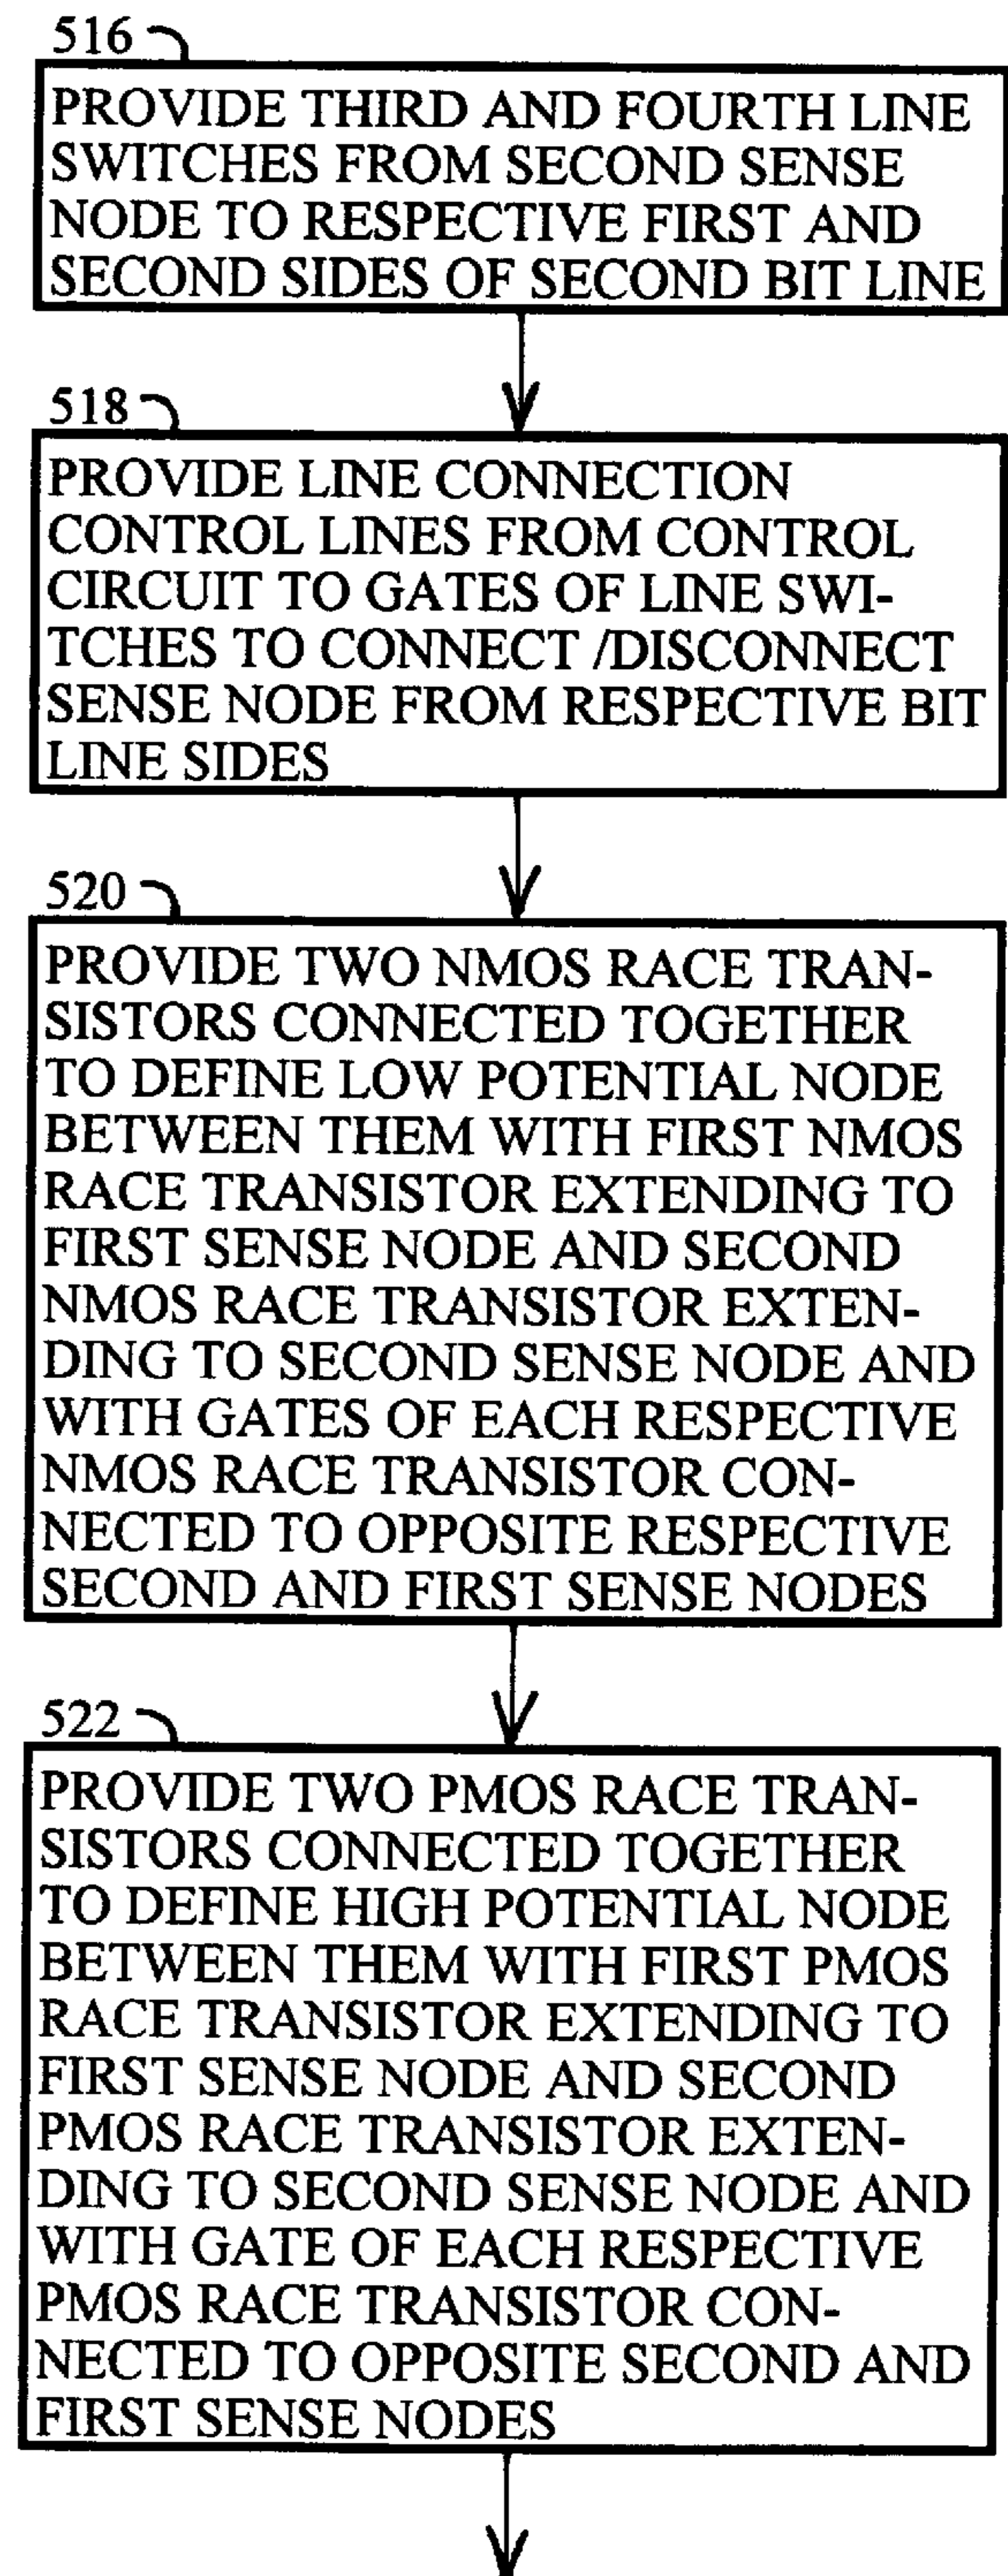 516
PROVIDE THIRD AND FOURTH LINE
SWITCHES FROM SECOND SENSE
NODE TO RESPECTIVE FIRST AND
SECOND SIDES OF SECOND BIT LINE
518
PROVIDE LINE CONNECTION
CONTROL LINES FROM CONTROL
CIRCUIT TO GATES OF LINE SWI-
TCHES TO CONNECT /DISCONNECT
SENSE NODE FROM RESPECTIVE BIT
LINE SIDES
520
PROVIDE TWO NMOS RACE TRAN-
SISTORS CONNECTED TOGETHER
TO DEFINE LOW POTENTIAL NODE
BETWEEN THEM WITH FIRST NMOS
RACE TRANSISTOR EXTENDING TO
FIRST SENSE NODE AND SECOND
NMOS RACE TRANSISTOR EXTEN-
DING TO SECOND SENSE NODE AND
WITH GATES OF EACH RESPECTIVE
NMOS RACE TRANSISTOR CON-
NECTED TO OPPOSITE RESPECTIVE
SECOND AND FIRST SENSE NODES
522
PROVIDE TWO PMOS RACE TRAN-
SISTORS CONNECTED TOGETHER
TO DEFINE HIGH POTENTIAL NODE
BETWEEN THEM WITH FIRST PMOS
RACE TRANSISTOR EXTENDING TO
FIRST SENSE NODE AND SECOND
PMOS RACE TRANSISTOR EXTEN-
DING TO SECOND SENSE NODE AND
WITH GATE OF EACH RESPECTIVE
PMOS RACE TRANSISTOR CON-
NECTED TO OPPOSITE SECOND AND
FIRST SENSE NODES